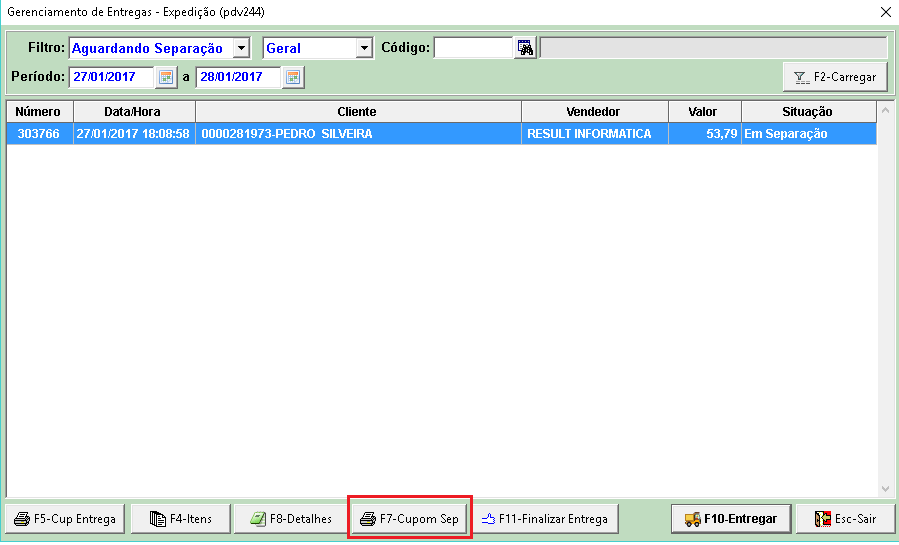 Gerenciamento de Entregas - Expedição (pdv244)
Filtro: Aguardando Separação Geral Código:
Período: 27/01/2017 a 28/01/2017 F2-Carregar
Número Data/Hora Cliente Vendedor Valor Situação
303766 27/01/2017 18:08:58 0000281973-PEDRO SILVEIRA RESULT INFORMATICA 53,79 Em Separação
F5-Cup Entrega F4-Itens F8-Detalhes F7-Cupom Sep F11-Finalizar Entrega F10-Entregar Esc-Sair